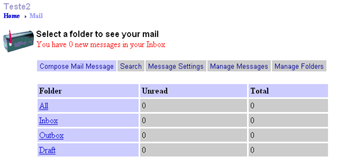 Teste2
Home › Mail
Select a folder to see your mail
You have 0 new messages in your Inbox
Compose Mail Message Search Message Settings Manage Messages Manage Folders
Folder Unread Total
All 0 0
Inbox 0 0
Outbox 0 0
Draft 0 0